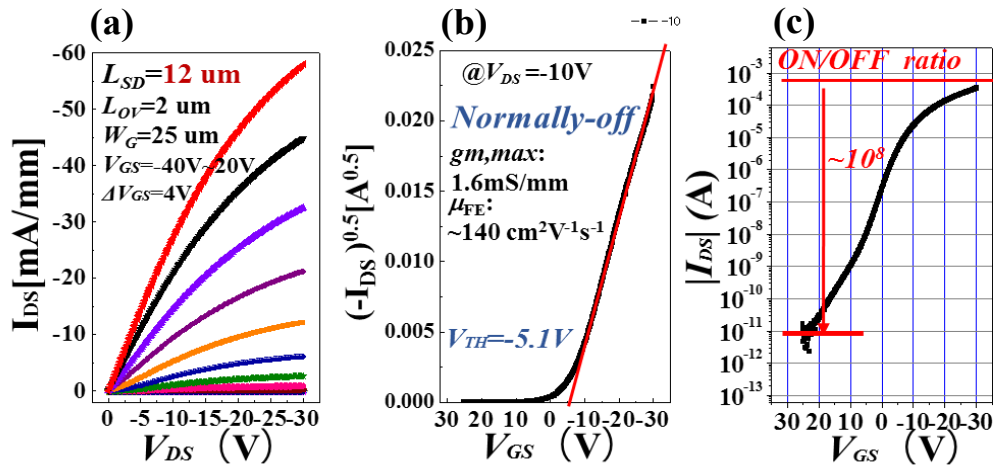 (a)
-60
-50
-40
-30
-20
-10
0
I_DS[mA/mm]
L_SD=12 um
L_OV=2 um
W_G=25 um
V_GS=-40V~20V
ΔV_GS=4V
0 -5 -10 -15 -20 -25 -30
V_DS (V)
(b)
-10
0.025
0.020
0.015
0.010
0.005
0.000
(-I_DS)^0.5[A^0.5]
@V_DS=-10V
Normally-off
gm,max:
1.6mS/mm
μ_FE:
~140 cm²V⁻¹s⁻¹
V_TH=-5.1V
30 20 10 0 -10 -20 -30
V_GS (V)
(c)
10⁻³
10⁻⁴
10⁻⁵
10⁻⁶
10⁻⁷
10⁻⁸
10⁻⁹
10⁻¹⁰
10⁻¹¹
10⁻¹²
10⁻¹³
|I_DS| (A)
ON/OFF ratio
~10⁸
30 20 10 0 -10 -20 -30
V_GS (V)